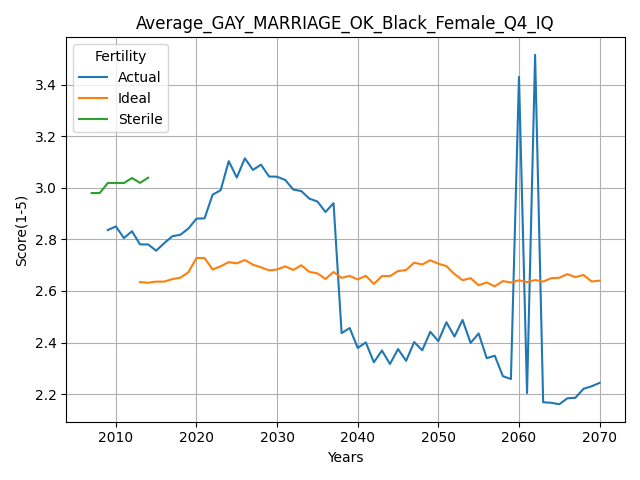 Average_GAY_MARRIAGE_OK_Black_Female_Q4_IQ
Fertility
Actual
Ideal
Sterile
Score(1-5)
3.4
3.2
3.0
2.8
2.6
2.4
2.2
2010 2020 2030 2040 2050 2060 2070
Years